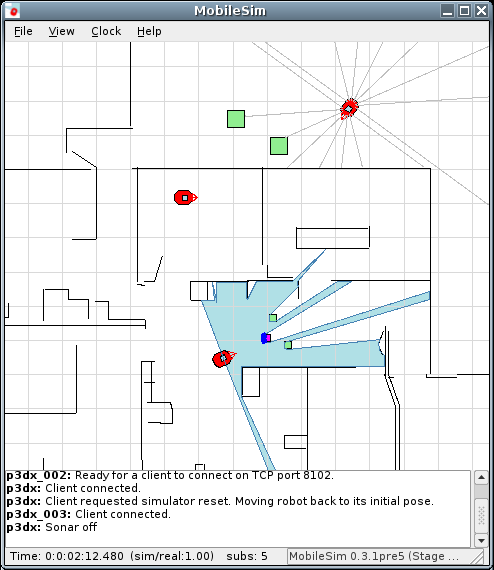 MobileSim
File View Clock Help
p3dx_002: Ready for a client to connect on TCP port 8102.
p3dx: Client connected.
p3dx: Client requested simulator reset. Moving robot back to its initial pose.
p3dx_003: Client connected.
p3dx: Sonar off
Time: 0:0:02:12.480 (sim/real:1.00) subs: 5 MobileSim 0.3.1pre5 (Stage ...